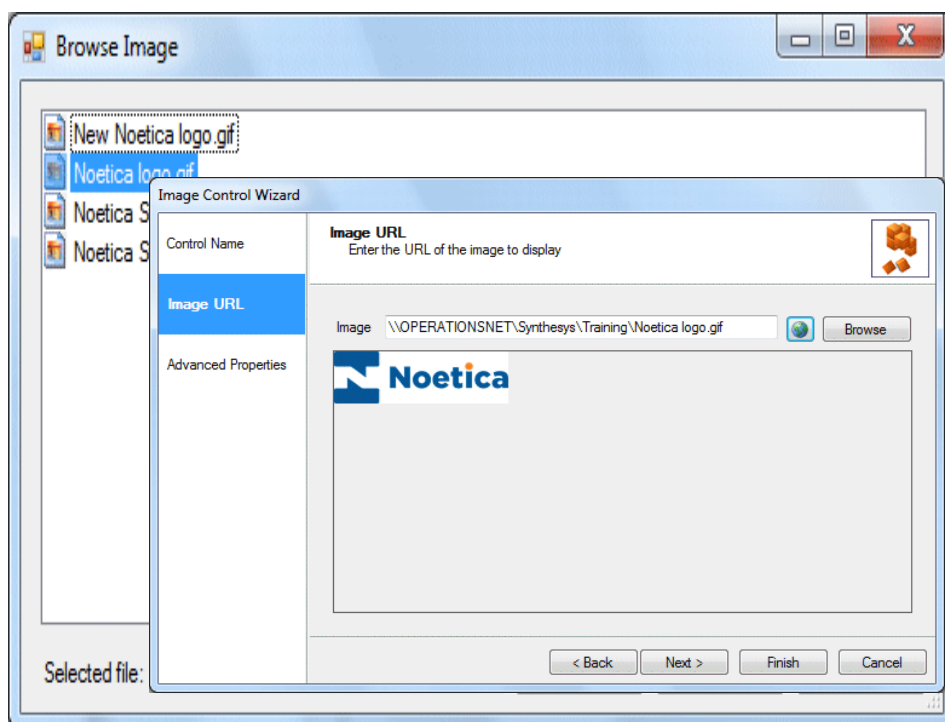 Browse Image
New Noetica logo.gif
Noetica logo.gif
Noetica S
Noetica S
Selected file:
Image Control Wizard
Control Name
Image URL
Advanced Properties
Image URL
Enter the URL of the image to display
Image \\OPERATIONSNET\Synthesys\Training\Noetica logo.gif Browse
Noetica
< Back Next > Finish Cancel